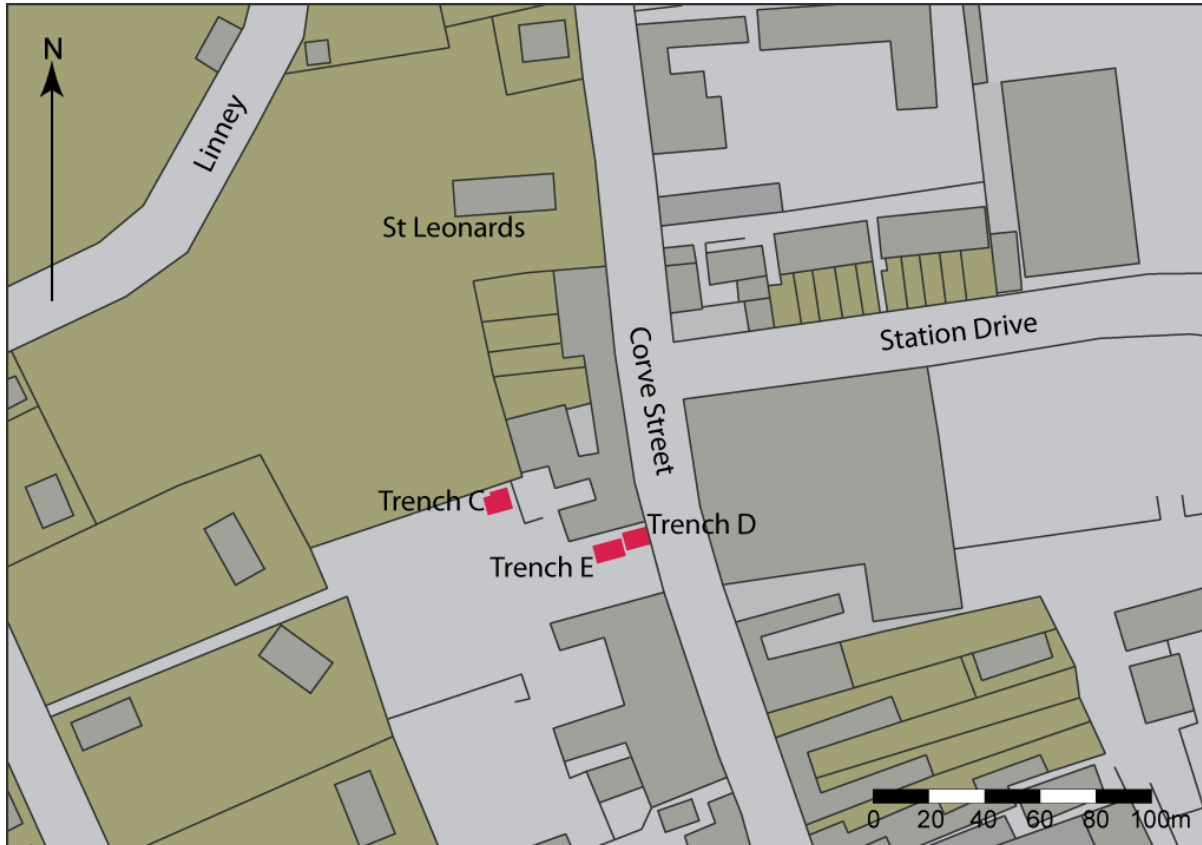 N
Linney
St Leonards
Corve Street
Station Drive
Trench C
Trench D
Trench E
0 20 40 60 80 100m